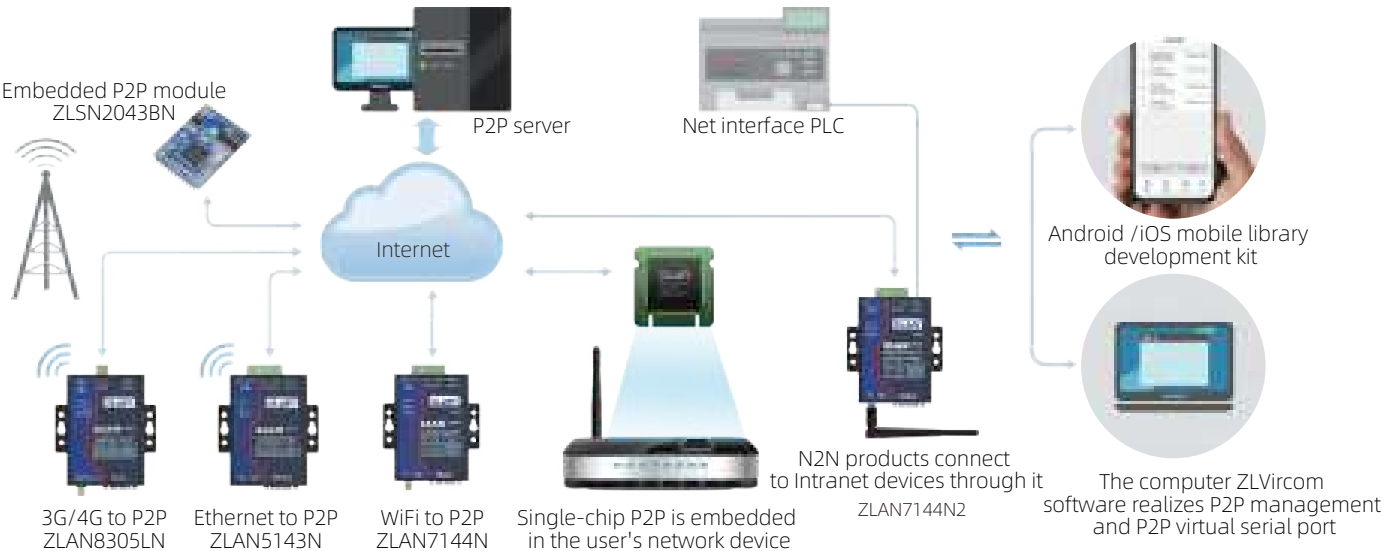 Embedded P2P module
ZLSN2043BN
P2P server
Net interface PLC
Internet
Android /iOS mobile library
development kit
3G/4G to P2P
ZLAN8305LN
Ethernet to P2P
ZLAN5143N
WiFi to P2P
ZLAN7144N
Single-chip P2P is embedded
in the user's network device
N2N products connect
to Intranet devices through it
ZLAN7144N2
The computer ZLVircom
software realizes P2P management
and P2P virtual serial port